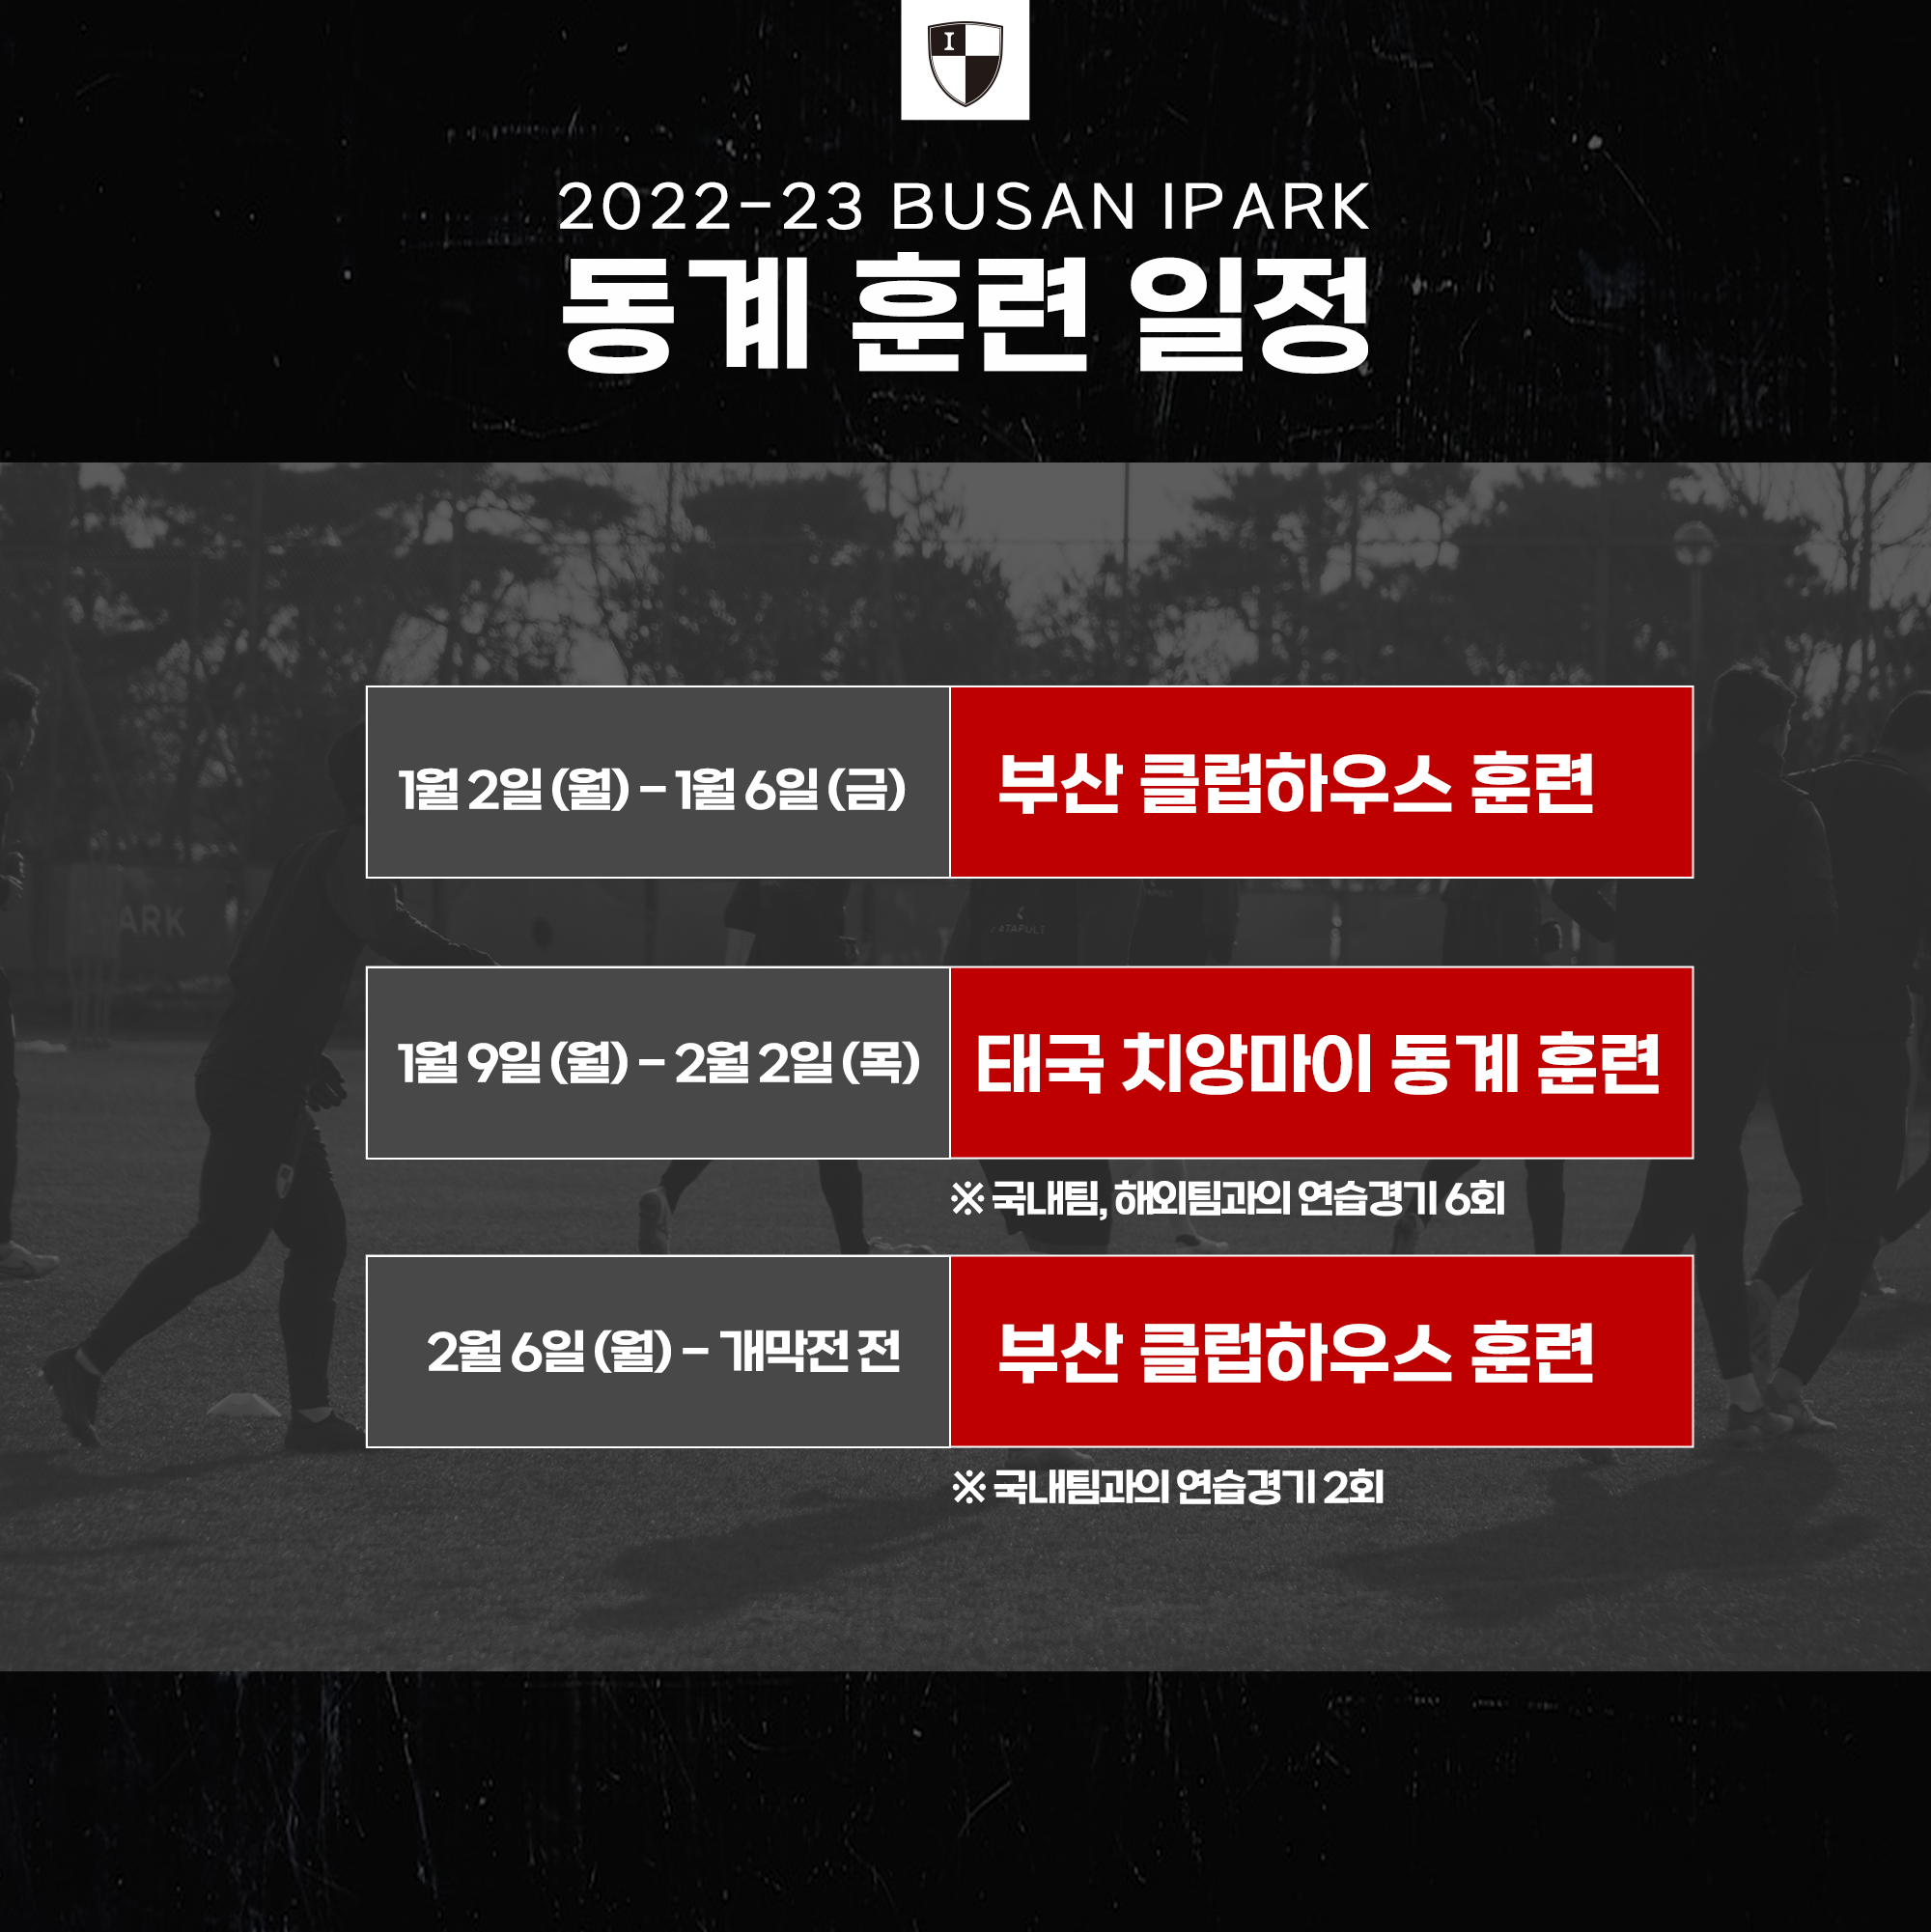 I
2022-23 BUSAN IPARK
동계 훈련 일정
1월 2일 (월) - 1월 6일 (금)
부산 클럽하우스 훈련
IPARK
CATAPULT
1월 9일 (월) - 2월 2일 (목)
태국 치앙마이 동계 훈련
※ 국내팀, 해외팀과의 연습경기 6회
2월 6일 (월) - 개막전 전
부산 클럽하우스 훈련
※ 국내팀과의 연습경기 2회